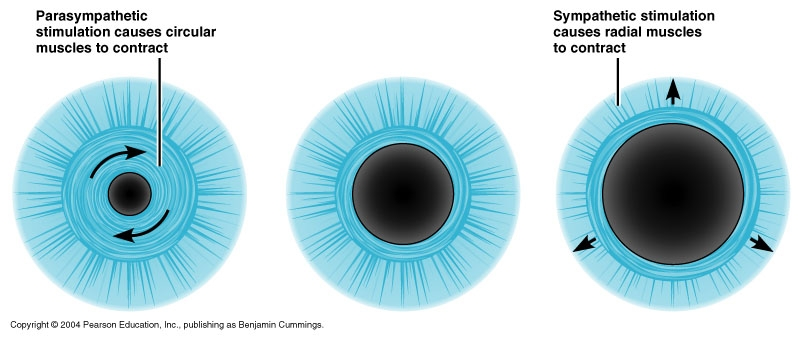 Parasympathetic
stimulation causes circular
muscles to contract
Sympathetic stimulation
causes radial muscles
to contract
Copyright © 2004 Pearson Education, Inc., publishing as Benjamin Cummings.